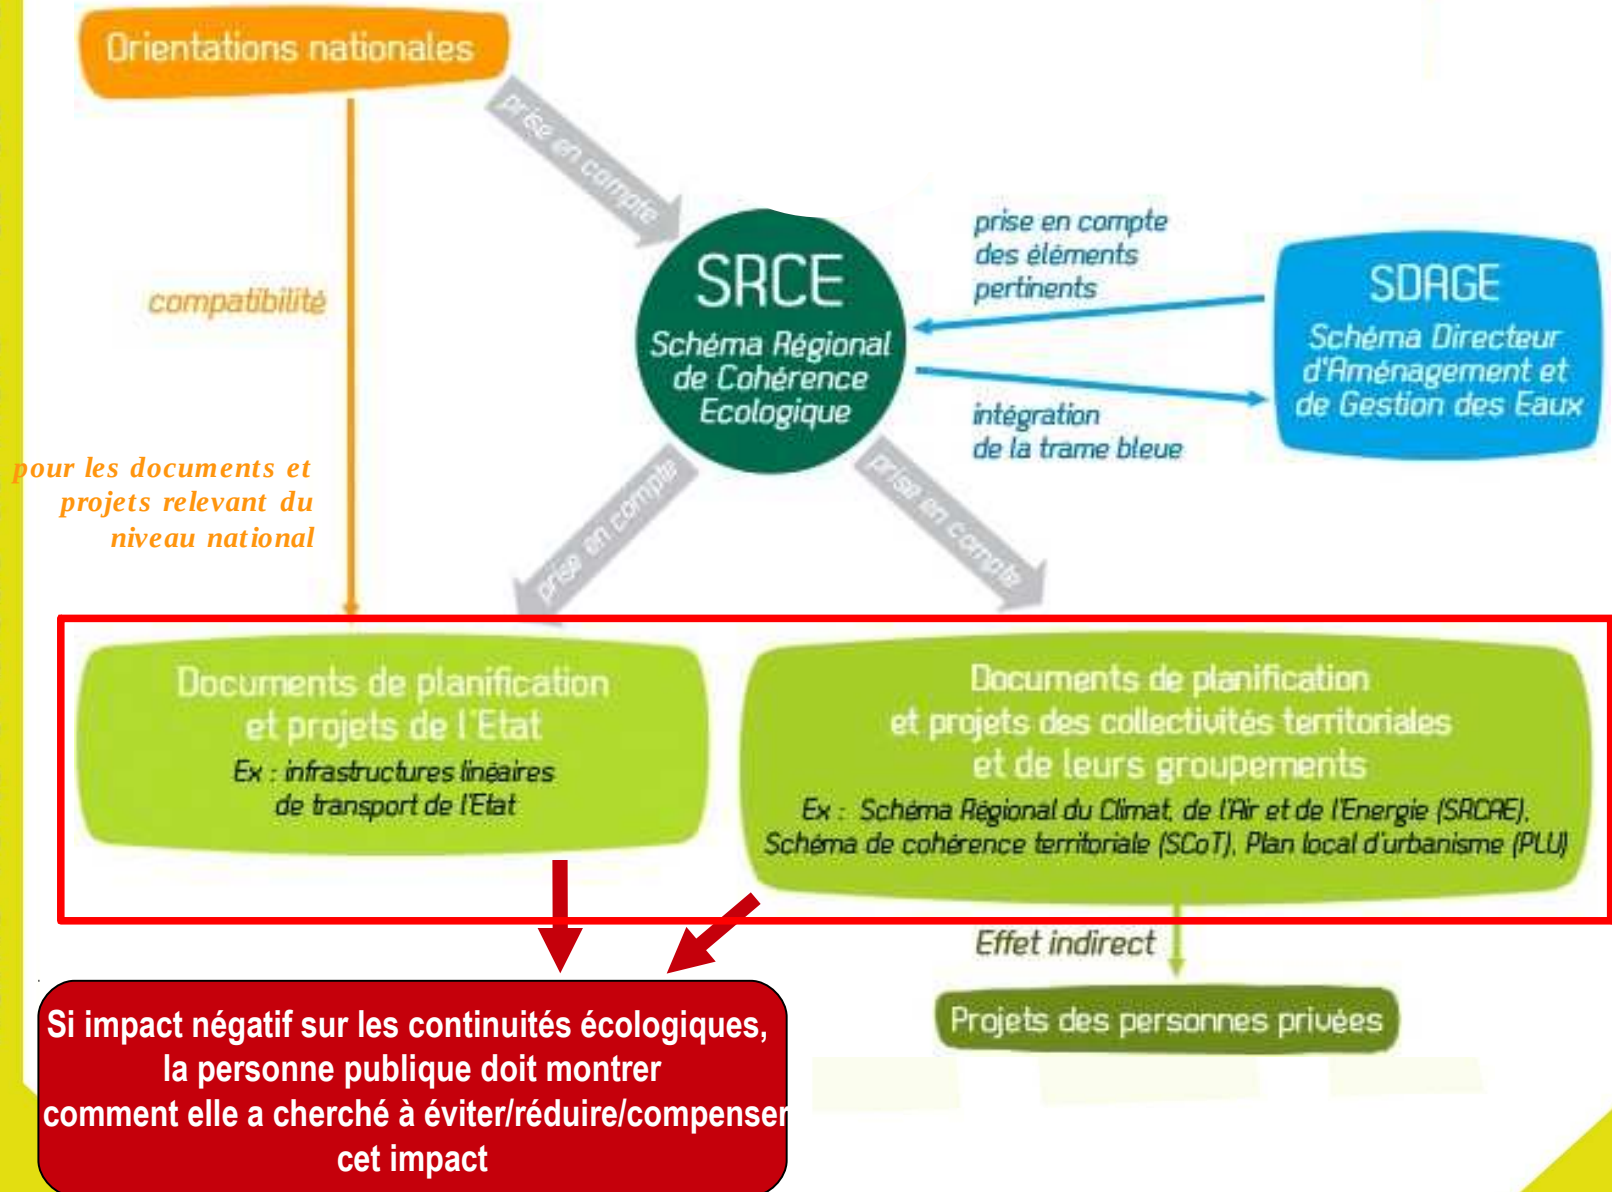 Orientations nationales
prise en compte
compatibilité
pour les documents et
projets relevant du
niveau national
SRCE
Schéma Régional
de Cohérence
Ecologique
prise en compte
des éléments
pertinents
intégration
de la trame bleue
SDAGE
Schéma Directeur
d'Aménagement et
de Gestion des Eaux
prise en compte
prise en compte
Documents de planification
et projets de l'Etat
Ex : infrastructures linéaires
de transport de l'Etat
Documents de planification
et projets des collectivités territoriales
et de leurs groupements
Ex : Schéma Régional du Climat, de l'Air et de l'Energie (SRCAE),
Schéma de cohérence territoriale (SCoT), Plan local d'urbanisme (PLU)
Effet indirect
Projets des personnes privées
Si impact négatif sur les continuités écologiques,
la personne publique doit montrer
comment elle a cherché à éviter/réduire/compenser
cet impact